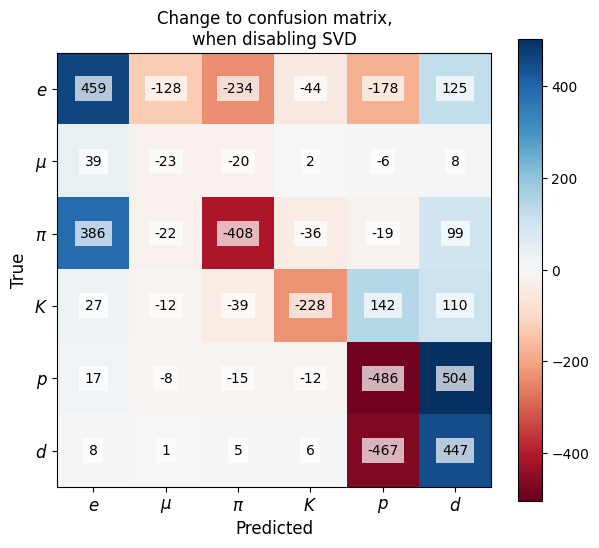 Change to confusion matrix,
when disabling SVD
e 459 -128 -234 -44 -178 125
μ 39 -23 -20 2 -6 8
π 386 -22 -408 -36 -19 99
K 27 -12 -39 -228 142 110
p 17 -8 -15 -12 -486 504
d 8 1 5 6 -467 447
e μ π K p d
Predicted
True
400
200
0
−200
−400